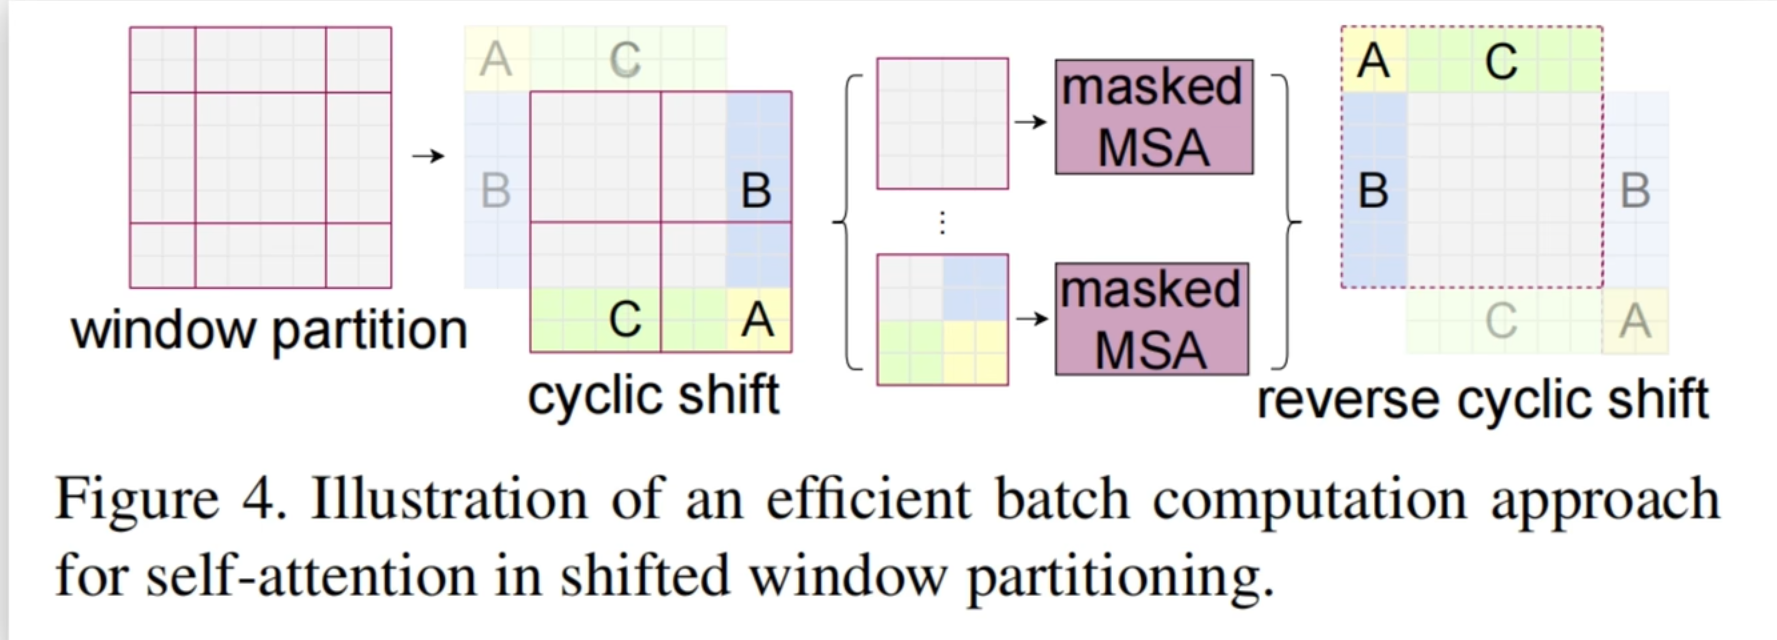 A C
B
B
C A
window partition
cyclic shift
masked
MSA
⋮
masked
MSA
A C
B B
C A
reverse cyclic shift
Figure 4. Illustration of an efficient batch computation approach
for self-attention in shifted window partitioning.